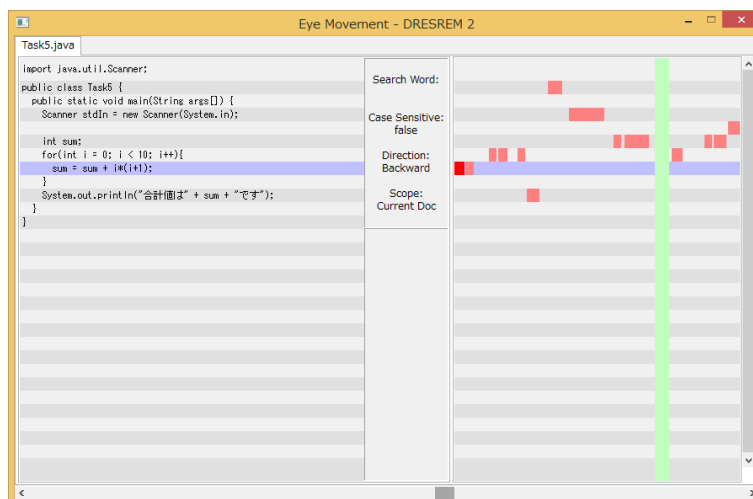 Eye Movement - DRESREM 2
Task5.java
import java.util.Scanner;
public class Task5 {
public static void main(String args[]) {
Scanner stdIn = new Scanner(System.in);
int sum;
for(int i = 0; i < 10; i++){
sum = sum + i*(i+1);
}
System.out.println("合計値は" + sum + "です");
}
}
Search Word:
Case Sensitive:
false
Direction:
Backward
Scope:
Current Doc